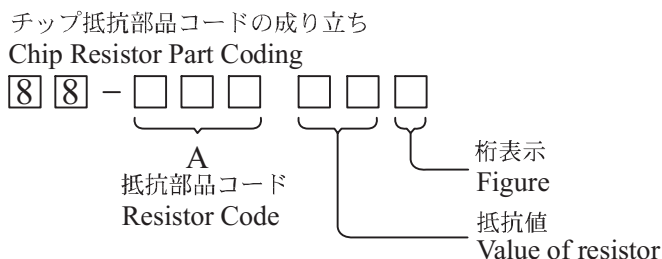 チップ抵抗部品コードの成り立ち
Chip Resistor Part Coding
8 8 − □ □ □ □ □ □
A
抵抗部品コード
Resistor Code
桁表示
Figure
抵抗値
Value of resistor